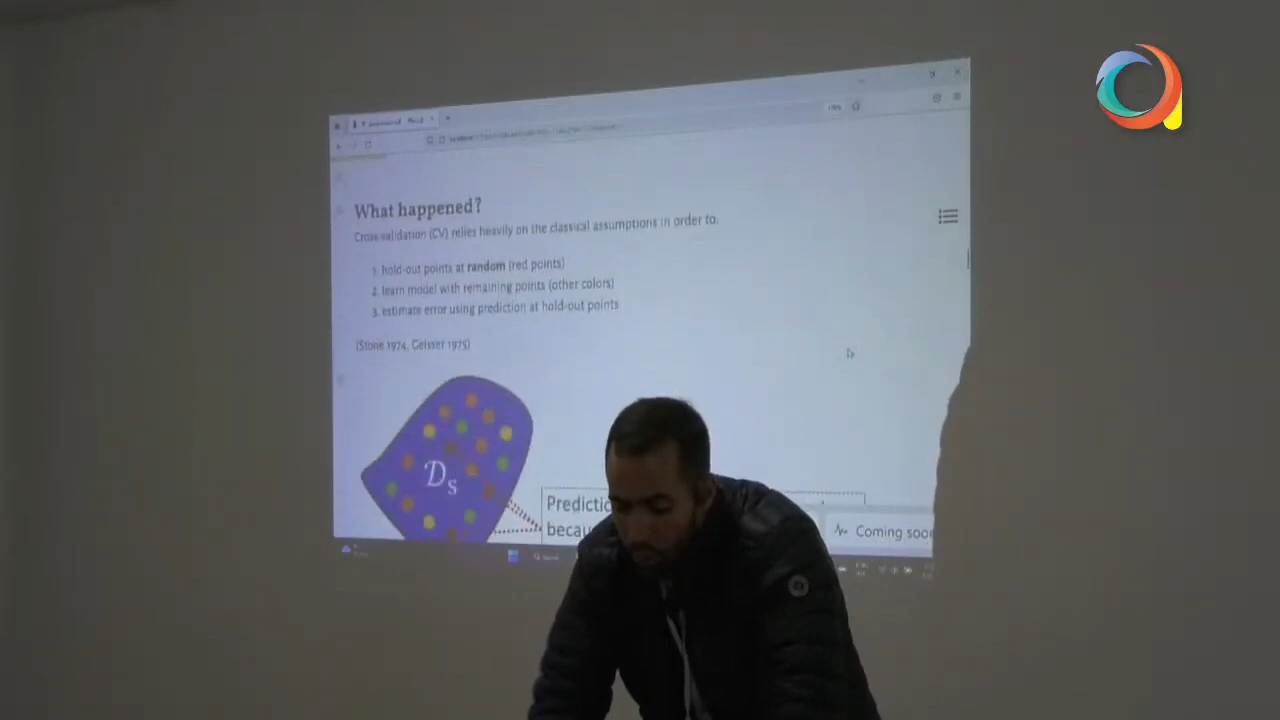 What happened?
Cross validation (CV) relies heavily on the classical assumptions in order to:
1. hold-out points at random (red points)
2. learn model with remaining points (other colors)
3. estimate error using prediction at hold-out points
(Stone 1974, Geisser 1975)
𝒟s
Predictio
becau
Coming soon